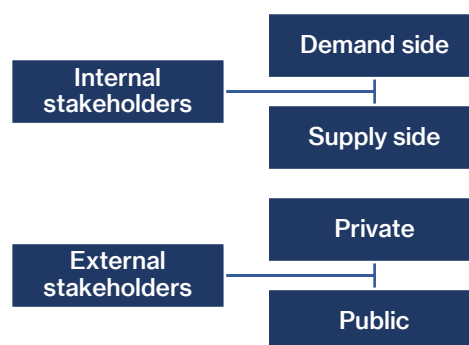 Demand side
Internal
stakeholders
Supply side
Private
External
stakeholders
Public